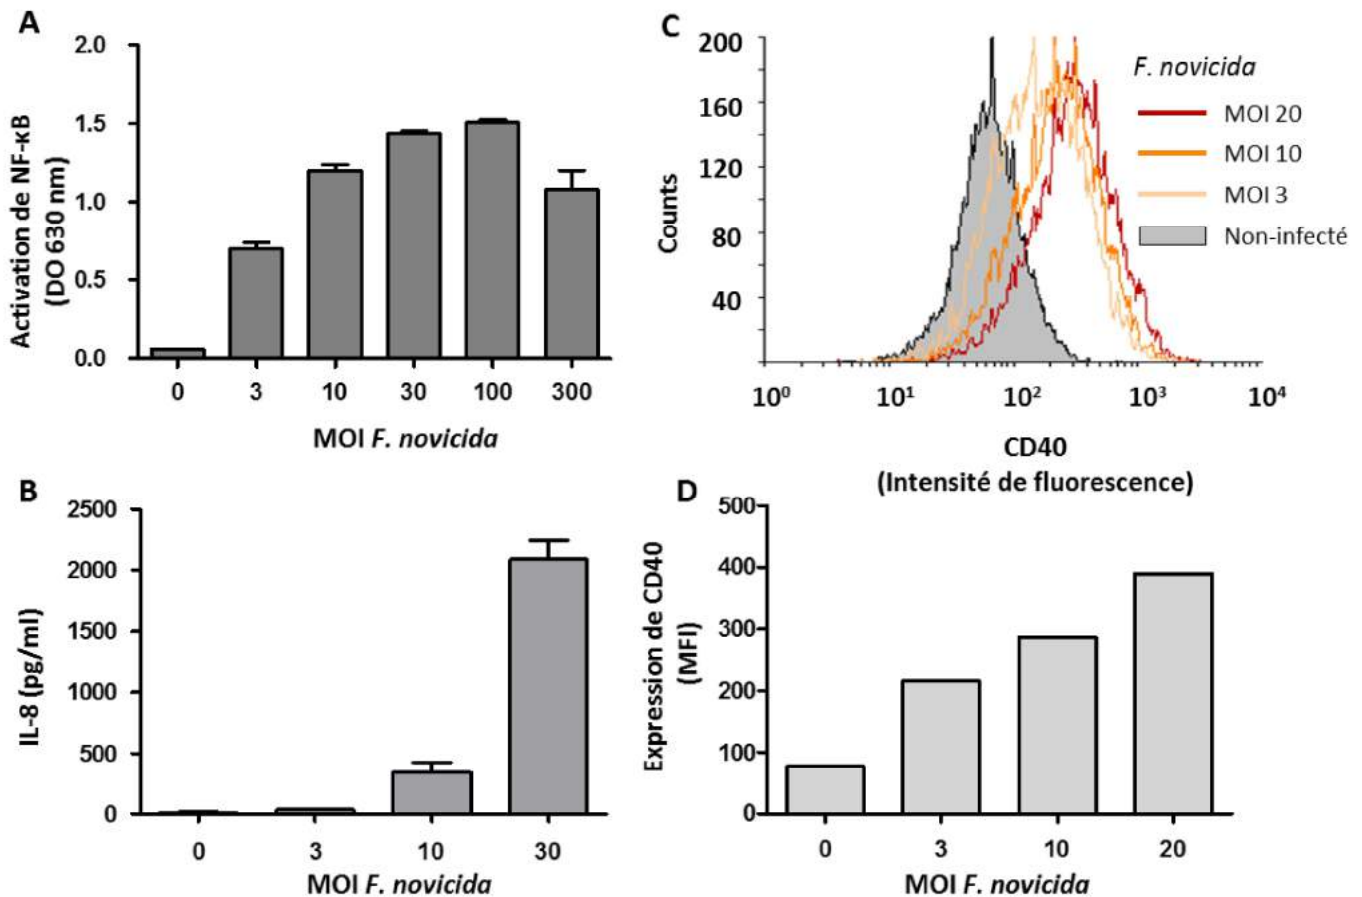 A
2.0
1.5
1.0
0.5
0.0
Activation de NF-κB
(DO 630 nm)
0 3 10 30 100 300
MOI F. novicida
C
200
160
120
80
40
Counts
F. novicida
MOI 20
MOI 10
MOI 3
Non-infecté
10⁰ 10¹ 10² 10³ 10⁴
CD40
(Intensité de fluorescence)
B
2500
2000
1500
1000
500
0
IL-8 (pg/ml)
0 3 10 30
MOI F. novicida
D
500
400
300
200
100
0
Expression de CD40
(MFI)
0 3 10 20
MOI F. novicida